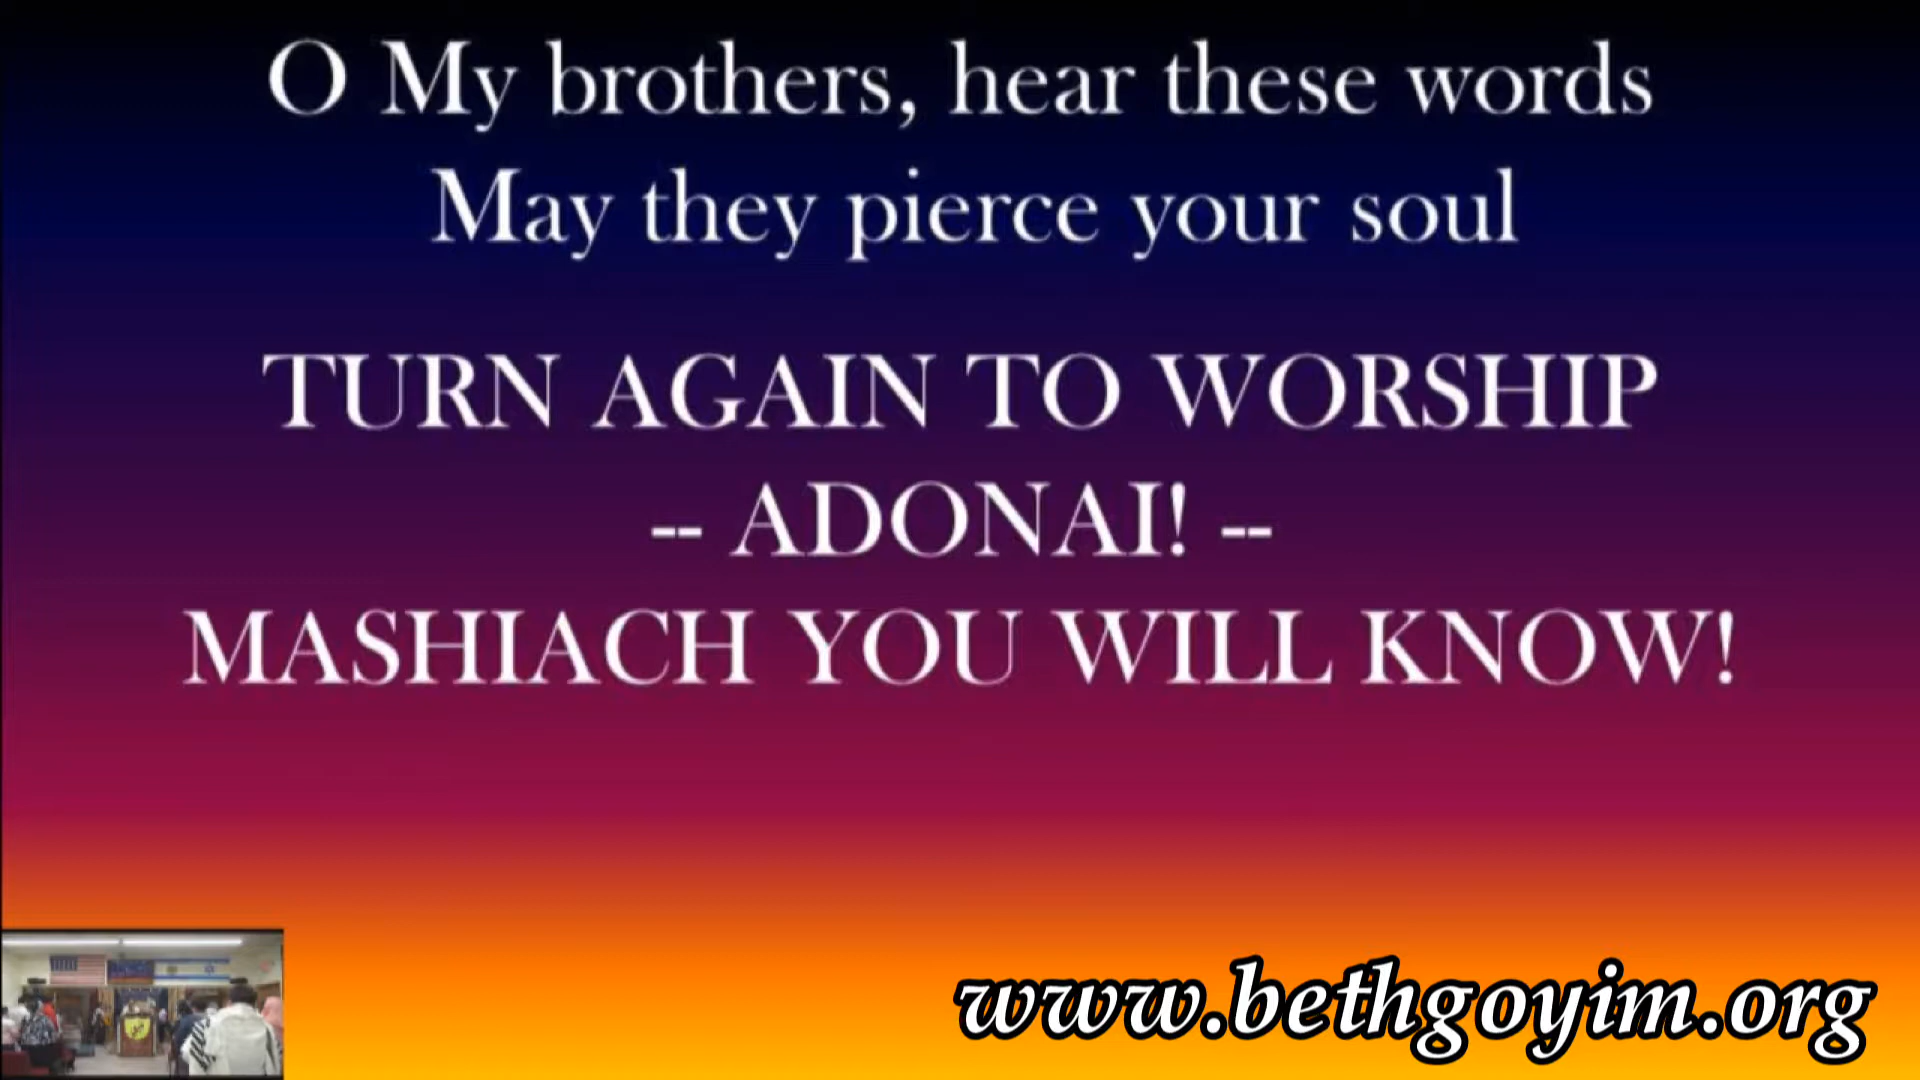 O My brothers, hear these words
May they pierce your soul
TURN AGAIN TO WORSHIP
-- ADONAI! --
MASHIACH YOU WILL KNOW!
www.bethgoyim.org